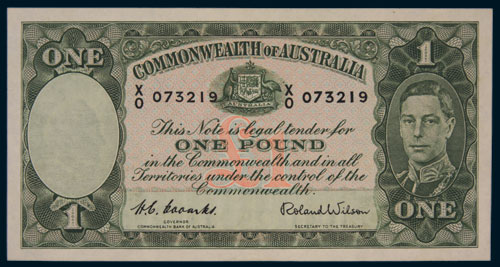 ONE
COMMONWEALTH OF AUSTRALIA
1
X/0 073219 X/0 073219
AUSTRALIA
This Note is legal tender for
ONE POUND
in the Commonwealth and in all
Territories under the control of the
Commonwealth.
£1
H.C. Coombs. Roland Wilson
GOVERNOR
COMMONWEALTH BANK OF AUSTRALIA
SECRETARY TO THE TREASURY
1
ONE